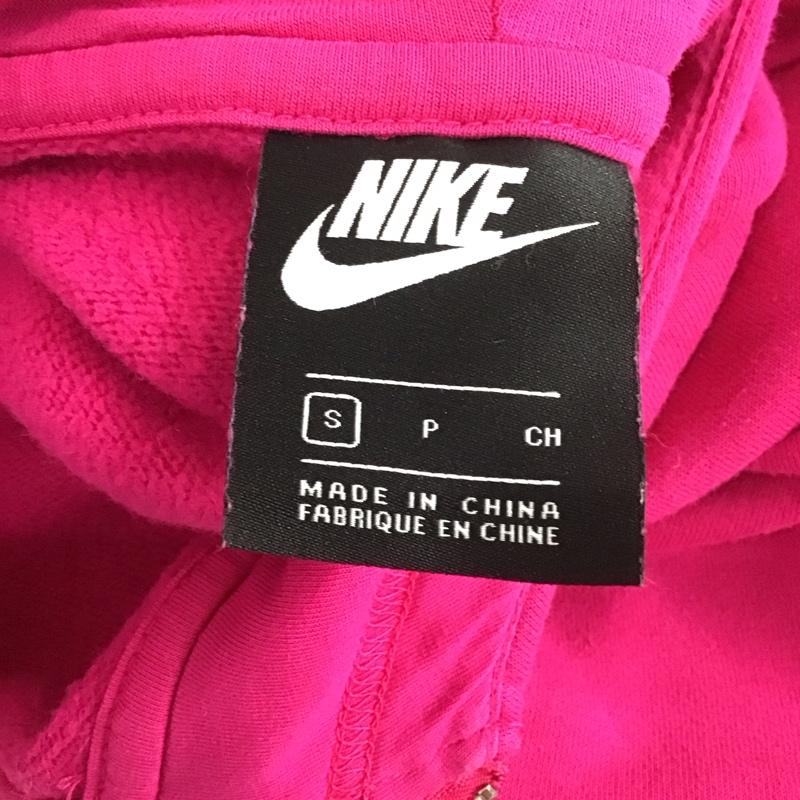 NIKE
S P CH
MADE IN CHINA
FABRIQUE EN CHINE